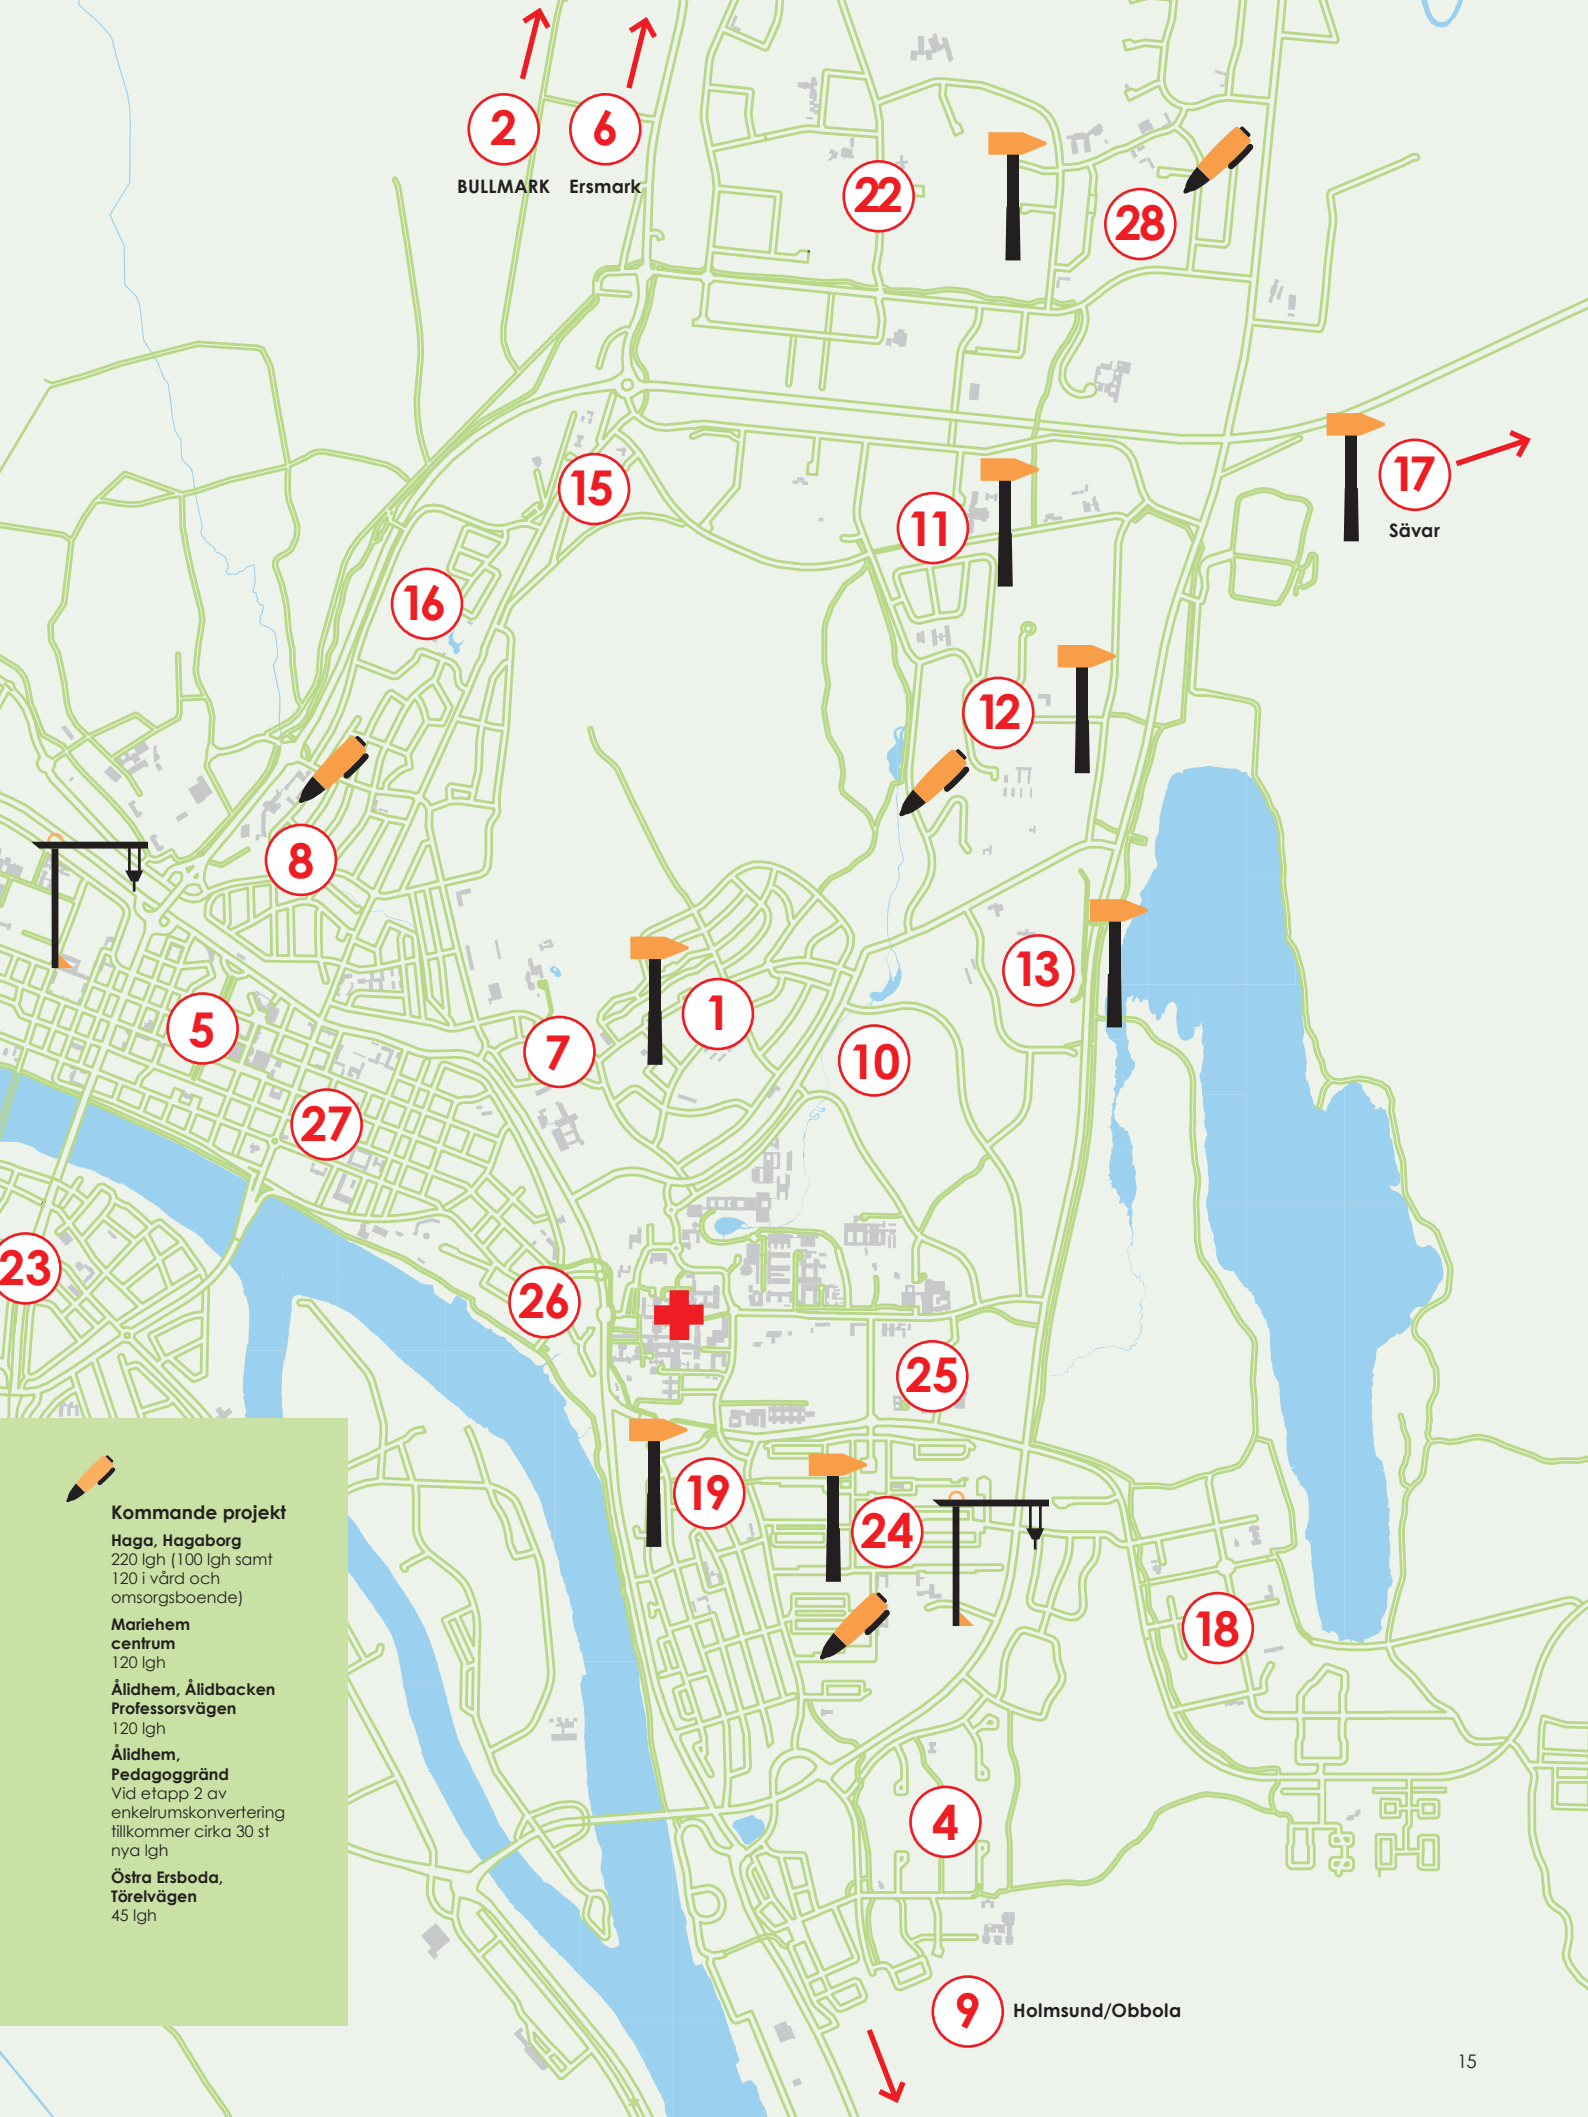 2
6
BULLMARK Ersmark
22
28
17
Sävar
15
11
16
12
8
13
1
5
7
10
27
23
26
25
19
24
18
4
9
Holmsund/Obbola
Kommande projekt
Haga, Hagaborg
220 lgh (100 lgh samt
120 i vård och
omsorgsboende)
Mariehem
centrum
120 lgh
Ålidhem, Ålidbacken
Professorsvägen
120 lgh
Ålidhem,
Pedagoggränd
Vid etapp 2 av
enkelrumskonvertering
tillkommer cirka 30 st
nya lgh
Östra Ersboda,
Törelvägen
45 lgh
15